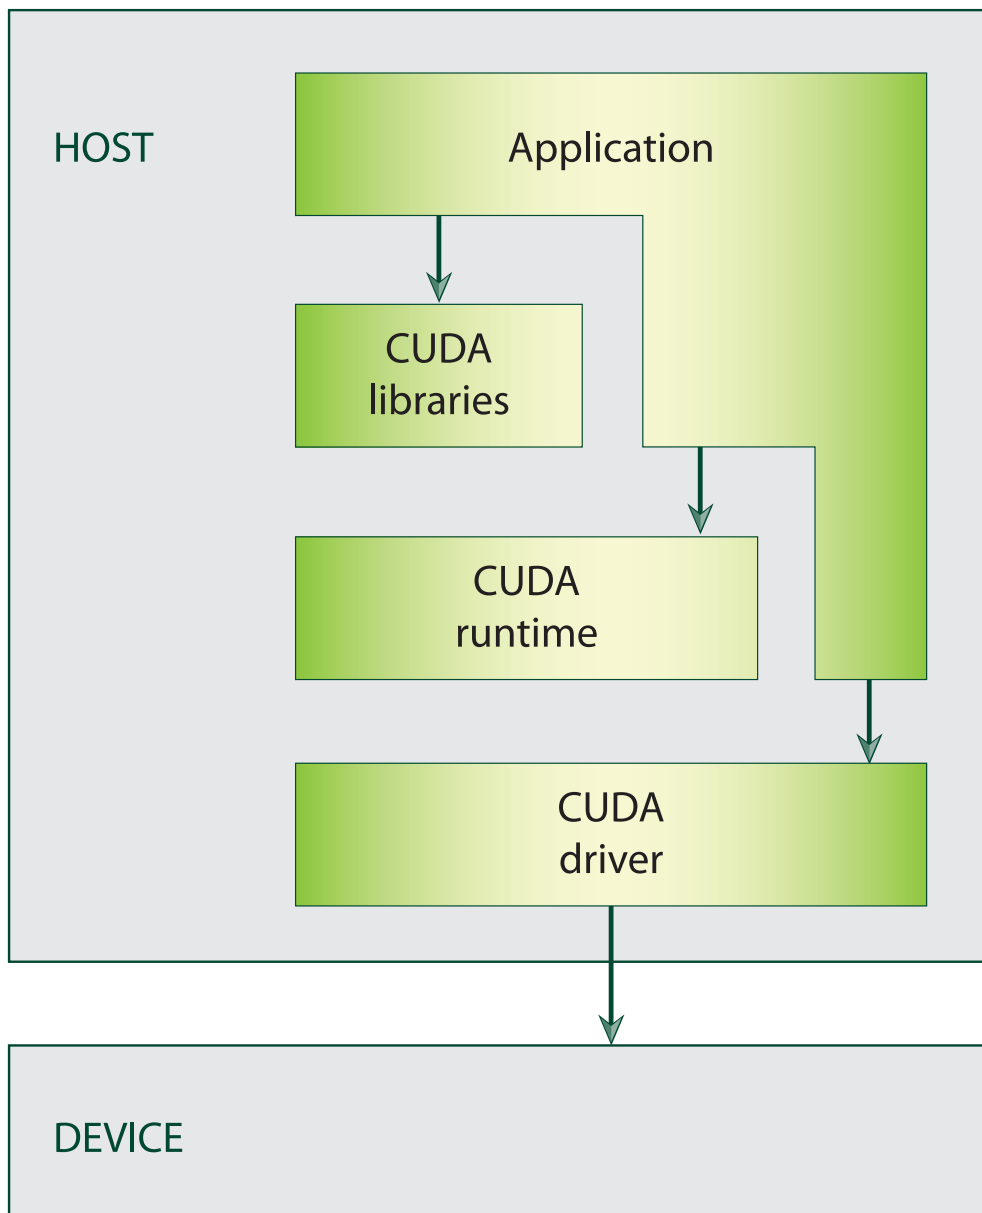 HOST
Application
CUDA
libraries
CUDA
runtime
CUDA
driver
DEVICE